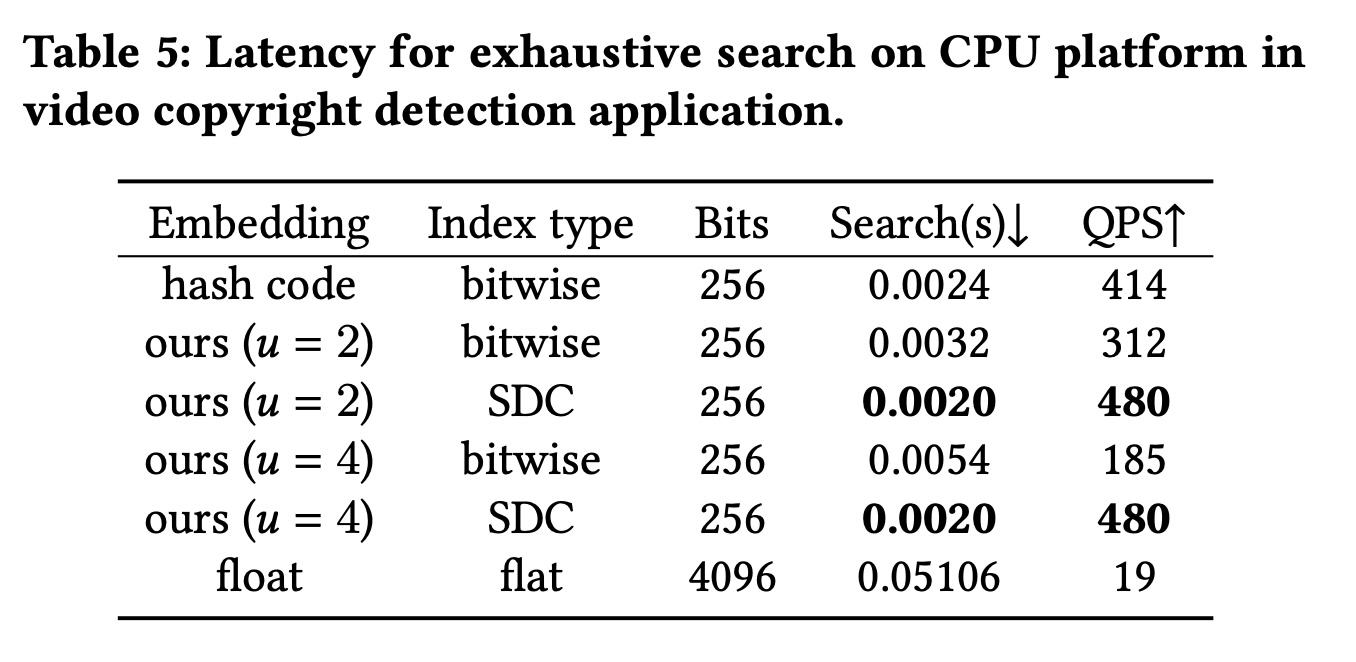 Table 5: Latency for exhaustive search on CPU platform in
video copyright detection application.
Embedding Index type Bits Search(s)↓ QPS↑
hash code bitwise 256 0.0024 414
ours (u = 2) bitwise 256 0.0032 312
ours (u = 2) SDC 256 0.0020 480
ours (u = 4) bitwise 256 0.0054 185
ours (u = 4) SDC 256 0.0020 480
float flat 4096 0.05106 19